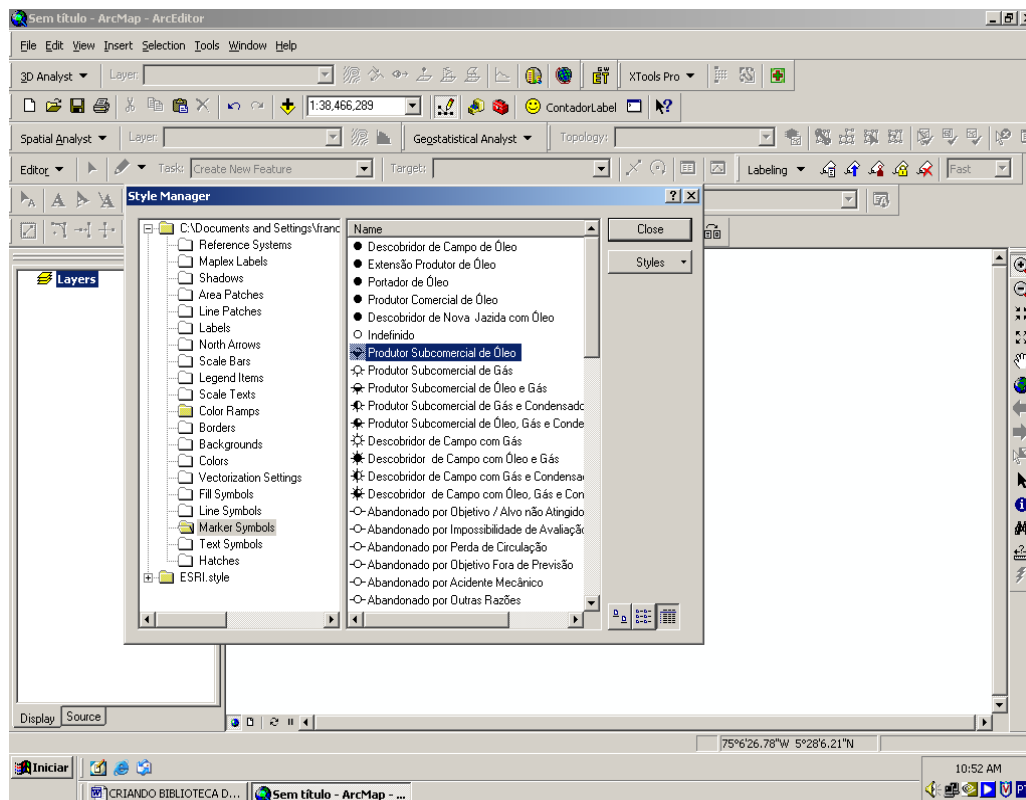 Sem título - ArcMap - ArcEditor
File Edit View Insert Selection Tools Window Help
3D Analyst Layer: XTools Pro
1:38,466,289 ContadorLabel
Spatial Analyst Layer: Geostatistical Analyst Topology:
Editor Task: Create New Feature Target: Labeling Fast
Style Manager
C:\Documents and Settings\franc
Reference Systems
Maplex Labels
Shadows
Area Patches
Line Patches
Labels
North Arrows
Scale Bars
Legend Items
Scale Texts
Color Ramps
Borders
Backgrounds
Colors
Vectorization Settings
Fill Symbols
Line Symbols
Marker Symbols
Text Symbols
Hatches
ESRI.style
Name
Descobridor de Campo de Óleo
Extensão Produtor de Óleo
Portador de Óleo
Produtor Comercial de Óleo
Descobridor de Nova Jazida com Óleo
Indefinido
Produtor Subcomercial de Óleo
Produtor Subcomercial de Gás
Produtor Subcomercial de Óleo e Gás
Produtor Subcomercial de Gás e Condensadc
Produtor Subcomercial de Óleo, Gás e Conde
Descobridor de Campo com Gás
Descobridor de Campo com Óleo e Gás
Descobridor de Campo com Gás e Condensa
Descobridor de Campo com Óleo, Gás e Con
Abandonado por Objetivo / Alvo não Atingido
Abandonado por Impossibilidade de Avaliaçã
Abandonado por Perda de Circulação
Abandonado por Objetivo Fora de Previsão
Abandonado por Acidente Mecânico
Abandonado por Outras Razões
Close
Styles
Layers
Display Source
75°6'26.78"W 5°28'6.21"N
Iniciar
10:52 AM
CRIANDO BIBLIOTECA D...
Sem título - ArcMap - ...